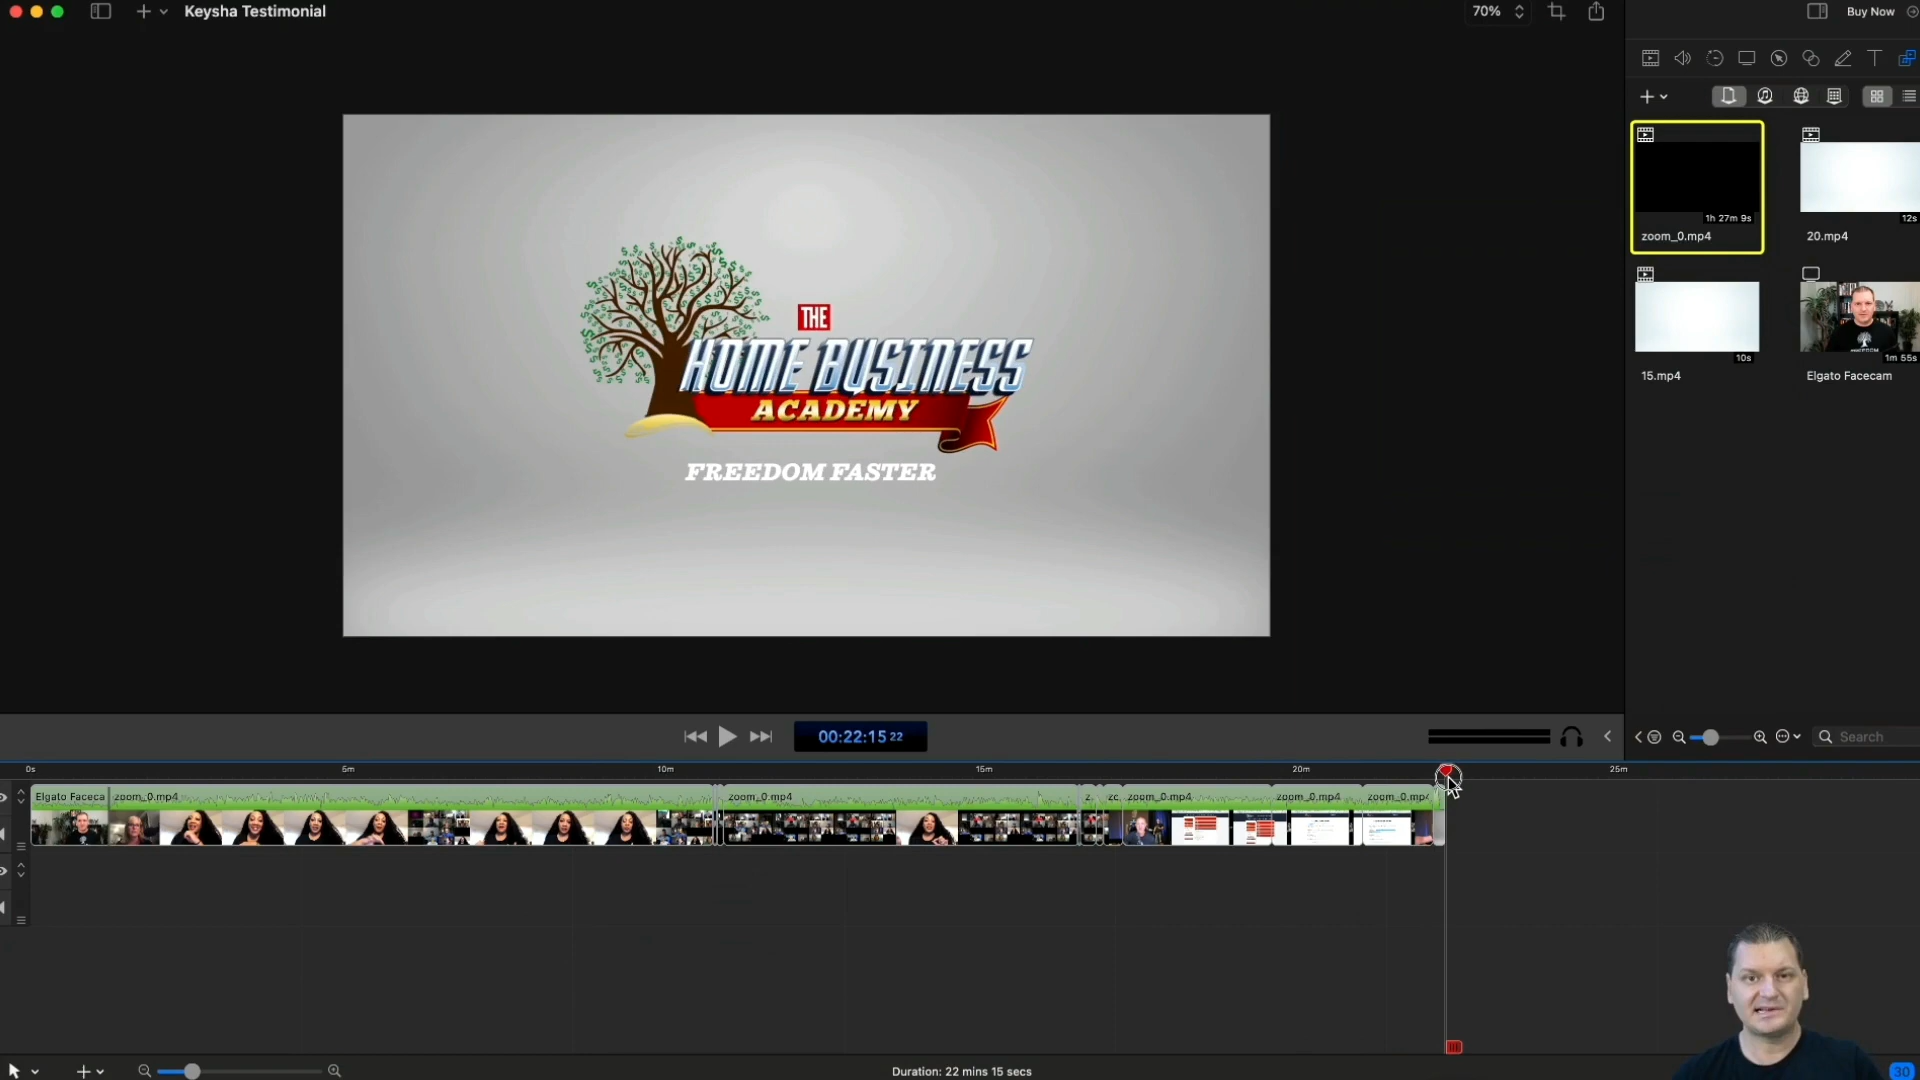 Keysha Testimonial
70%
Buy Now
THE
HOME BUSINESS
ACADEMY
FREEDOM FASTER
1h 27m 9s
zoom_0.mp4
12s
20.mp4
10s
15.mp4
1m 55s
Elgato Facecam
00:22:15 22
Search
0s
5m
10m
15m
20m
25m
Elgato Faceca
zoom_0.mp4
zoom_0.mp4
z.
zc.
zoom_0.mp4
zoom_0.mp4
zoom_0.mp4
Duration: 22 mins 15 secs
30